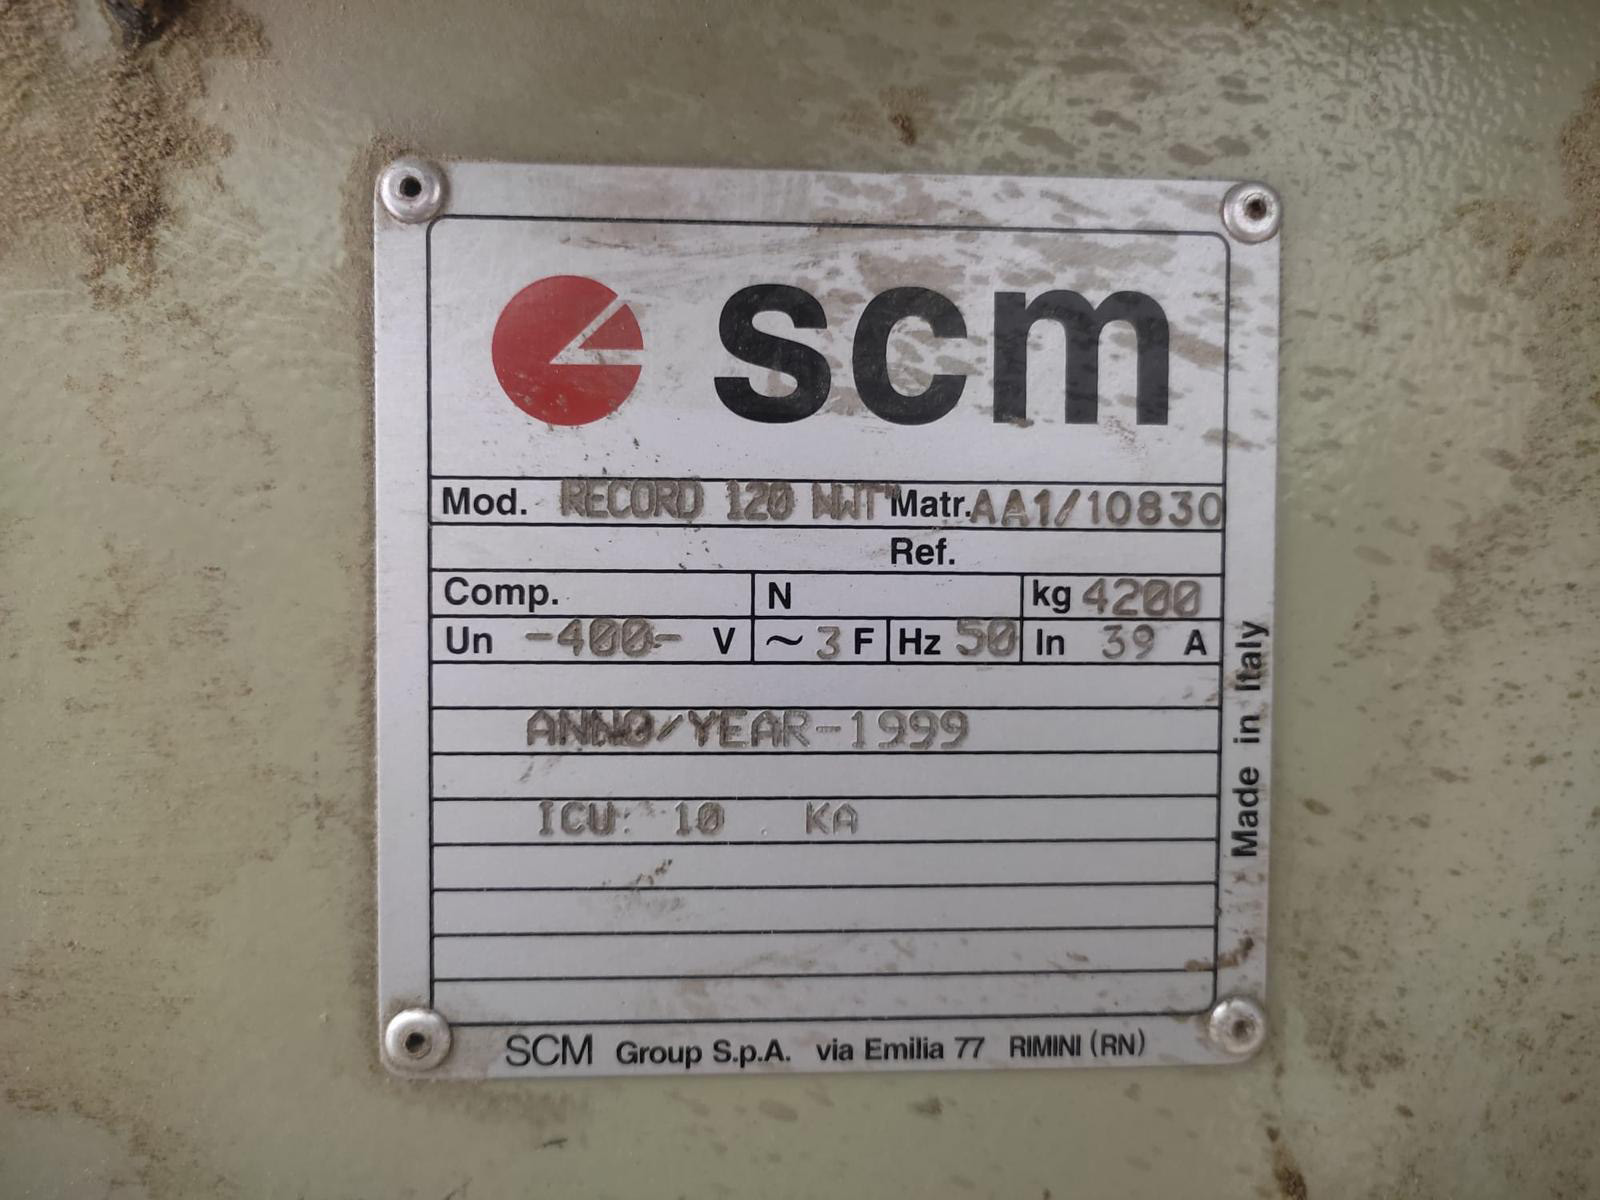 scm
Mod. RECORD 120 NWT" Matr. AA1/10830
Ref.
Comp. N kg 4200
Un -400- V ~ 3 F Hz 50 In 39 A
ANNO/YEAR-1999
ICU: 10 KA
Made in Italy
SCM Group S.p.A. via Emilia 77 RIMINI (RN)